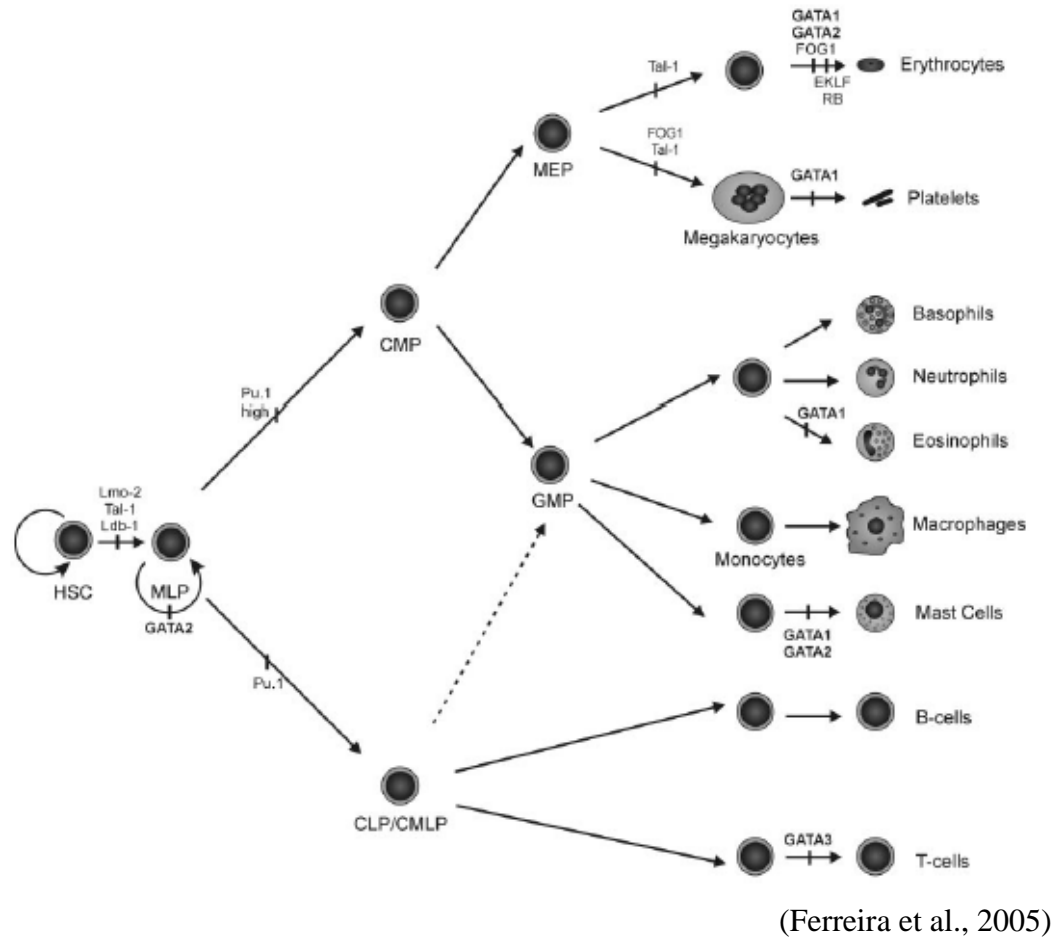 GATA1
GATA2
FOG1
EKLF
RB
Erythrocytes
Tal-1
MEP
FOG1
Tal-1
GATA1
Megakaryocytes
Platelets
CMP
Pu.1
high
Basophils
Neutrophils
GATA1
Eosinophils
GMP
Monocytes
Macrophages
Lmo-2
Tal-1
Ldb-1
HSC
MLP
GATA2
Mast Cells
GATA1
GATA2
Pu.1
B-cells
CLP/CMLP
GATA3
T-cells
(Ferreira et al., 2005)